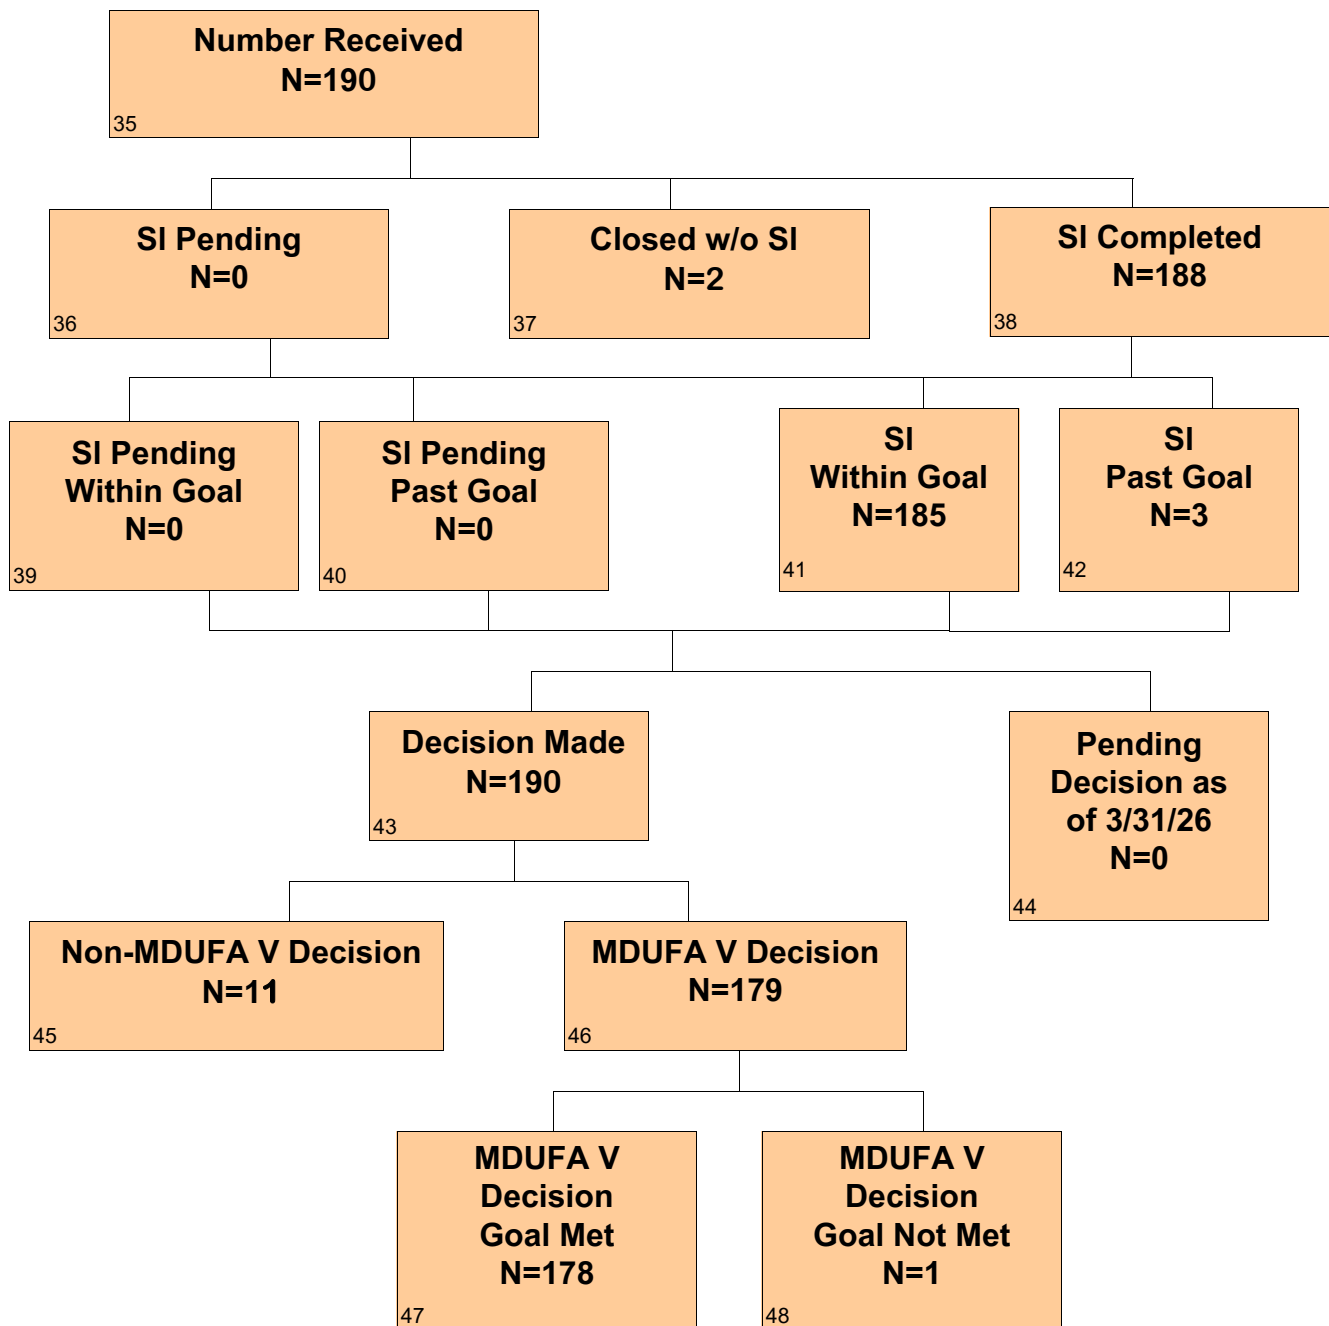 Number Received
N=190
35
SI Pending
N=0
36
Closed w/o SI
N=2
37
SI Completed
N=188
38
SI Pending
Within Goal
N=0
39
SI Pending
Past Goal
N=0
40
SI
Within Goal
N=185
41
SI
Past Goal
N=3
42
Decision Made
N=190
43
Pending
Decision as
of 3/31/26
N=0
44
Non-MDUFA V Decision
N=11
45
MDUFA V Decision
N=179
46
MDUFA V
Decision
Goal Met
N=178
47
MDUFA V
Decision
Goal Not Met
N=1
48